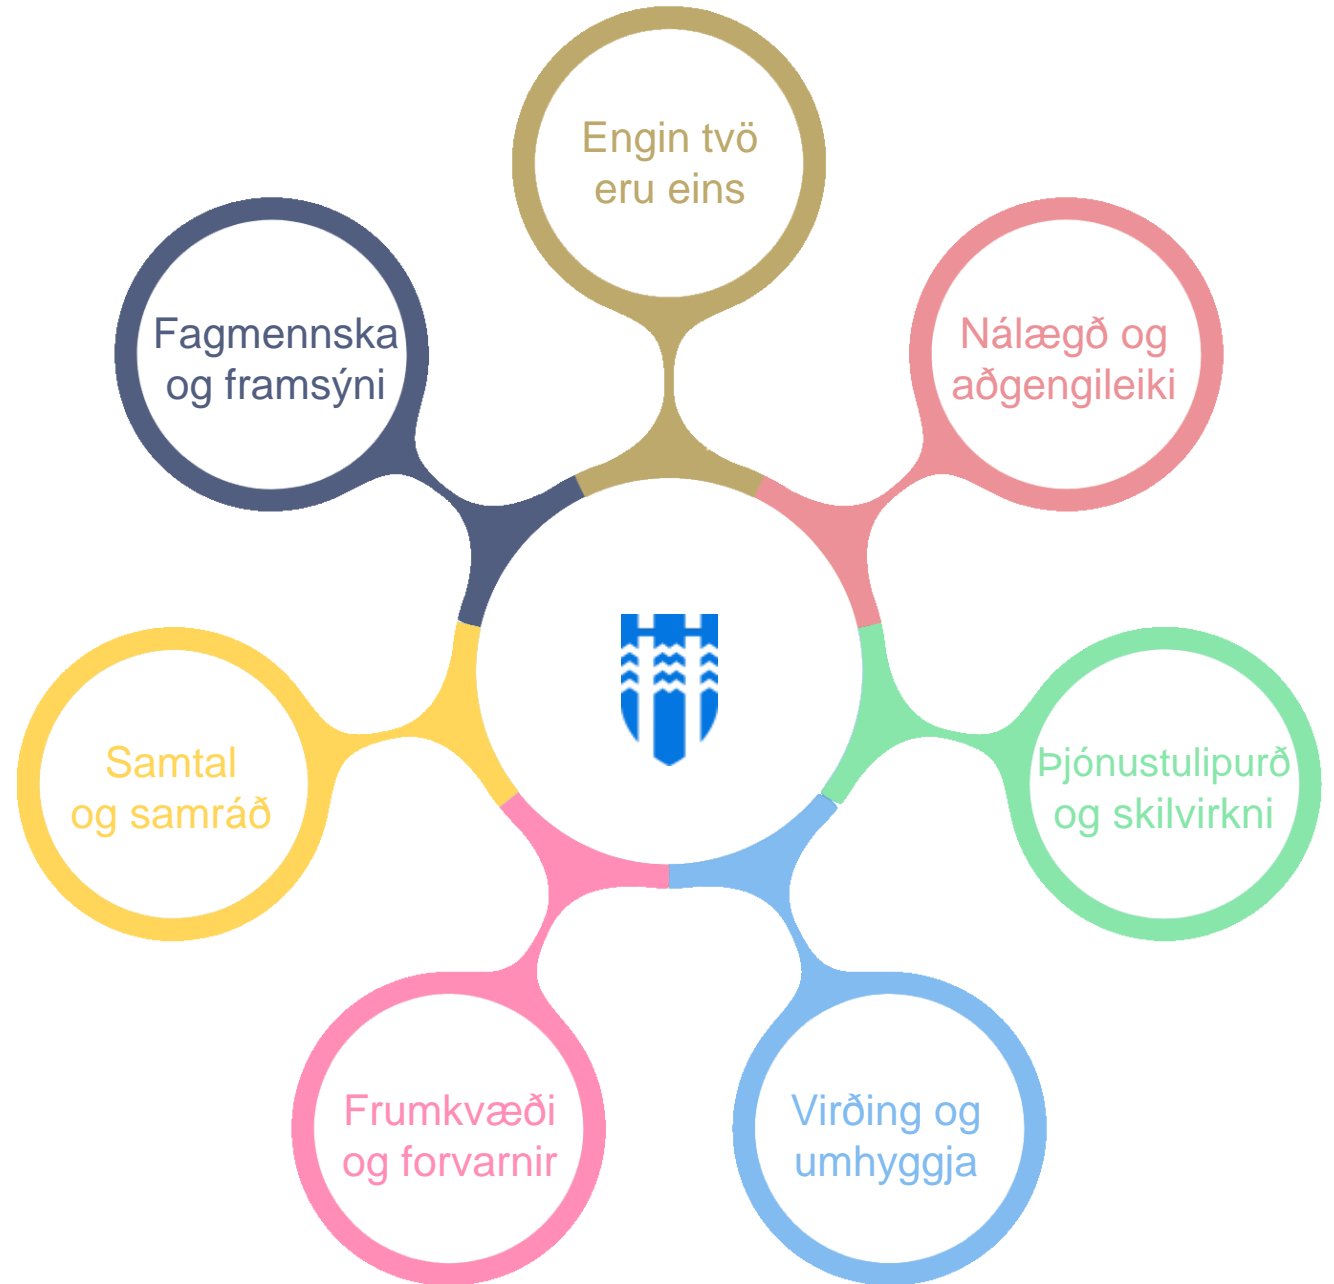 Engin tvö
eru eins
Nálægð og
aðgengileiki
Þjónustulipurð
og skilvirkni
Virðing og
umhyggja
Frumkvæði
og forvarnir
Samtal
og samráð
Fagmennska
og framsýni